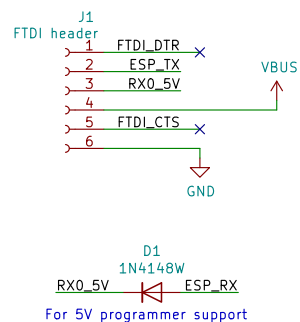 J1
FTDI header
1 FTDI_DTR
2 ESP_TX
3 RX0_5V
VBUS
4
5 FTDI_CTS
6
GND
D1
1N4148W
RX0_5V ESP_RX
For 5V programmer support